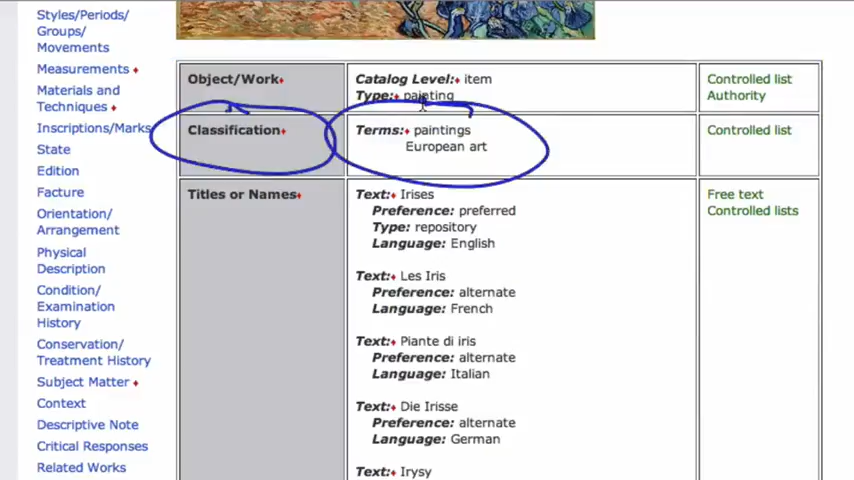 Styles/Periods/
Groups/
Movements
Measurements ♦
Materials and
Techniques ♦
Inscriptions/Marks
State
Edition
Facture
Orientation/
Arrangement
Physical
Description
Condition/
Examination
History
Conservation/
Treatment History
Subject Matter ♦
Context
Descriptive Note
Critical Responses
Related Works
Object/Work♦
Catalog Level:♦ item
Type:♦ painting
Controlled list
Authority
Classification♦
Terms:♦ paintings
European art
Controlled list
Titles or Names♦
Text:♦ Irises
Preference: preferred
Type: repository
Language: English
Text:♦ Les Iris
Preference: alternate
Language: French
Text:♦ Piante di iris
Preference: alternate
Language: Italian
Text:♦ Die Irisse
Preference: alternate
Language: German
Text:♦ Irysy
Free text
Controlled lists